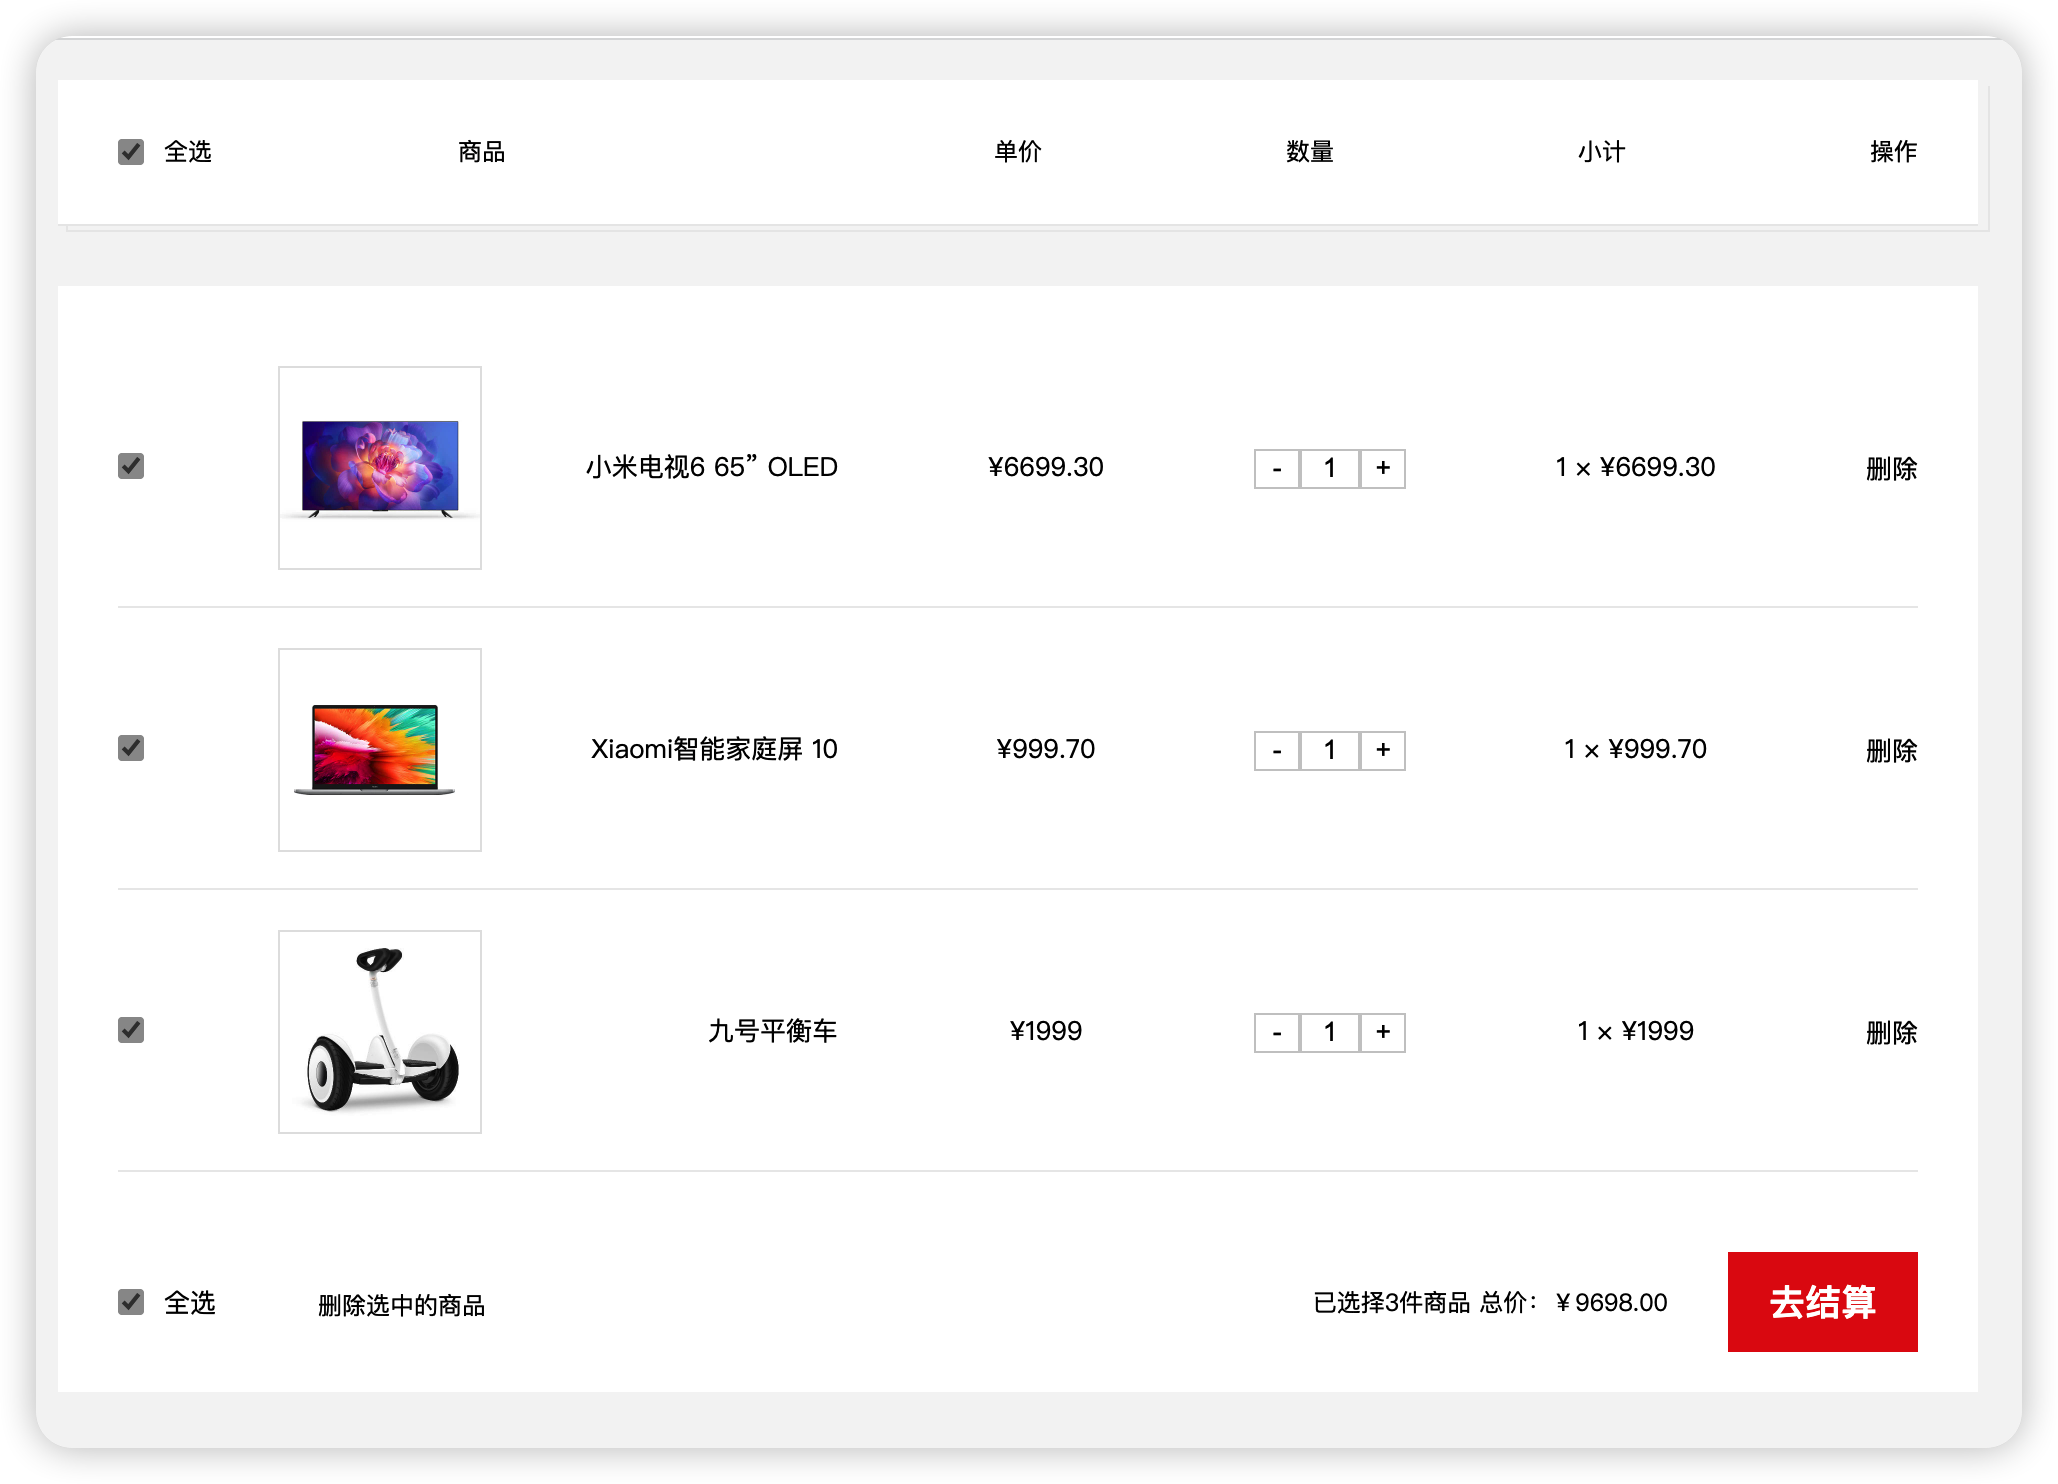 全选 商品 单价 数量 小计 操作
小米电视6 65” OLED ¥6699.30 - 1 + 1 × ¥6699.30 删除
Xiaomi智能家庭屏 10 ¥999.70 - 1 + 1 × ¥999.70 删除
九号平衡车 ¥1999 - 1 + 1 × ¥1999 删除
全选 删除选中的商品 已选择3件商品 总价： ¥ 9698.00 去结算